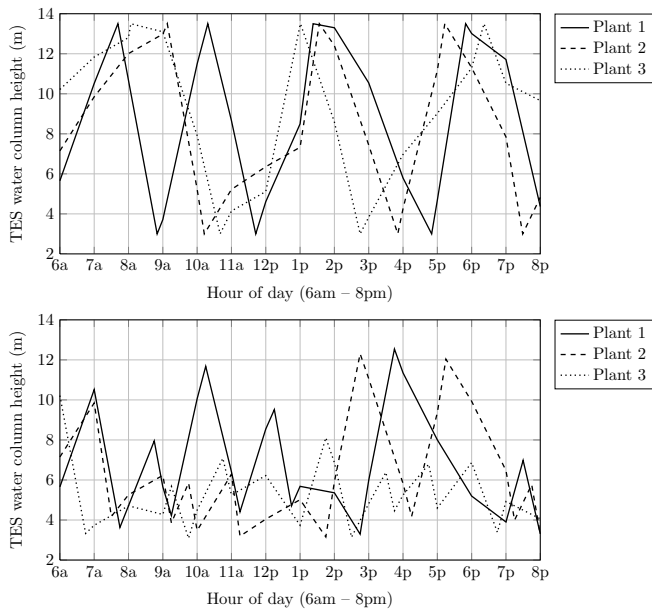 14
12
10
8
6
4
2
TES water column height (m)
6a 7a 8a 9a 10a 11a 12p 1p 2p 3p 4p 5p 6p 7p 8p
Hour of day (6am – 8pm)
Plant 1
Plant 2
Plant 3
14
12
10
8
6
4
2
TES water column height (m)
6a 7a 8a 9a 10a 11a 12p 1p 2p 3p 4p 5p 6p 7p 8p
Hour of day (6am – 8pm)
Plant 1
Plant 2
Plant 3